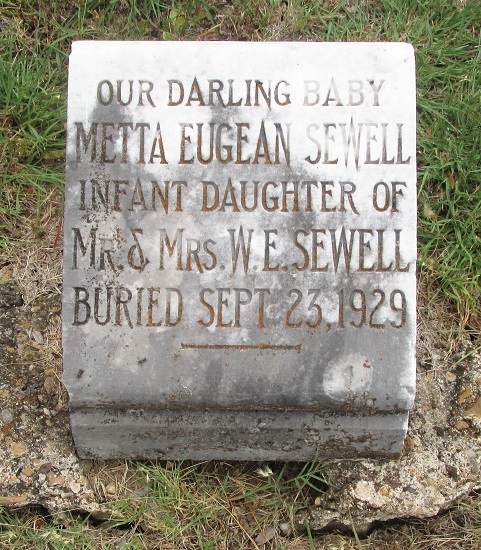 OUR DARLING BABY
METTA EUGEAN SEWELL
INFANT DAUGHTER OF
MR. & MRS. W. E. SEWELL
BURIED SEPT. 23, 1929